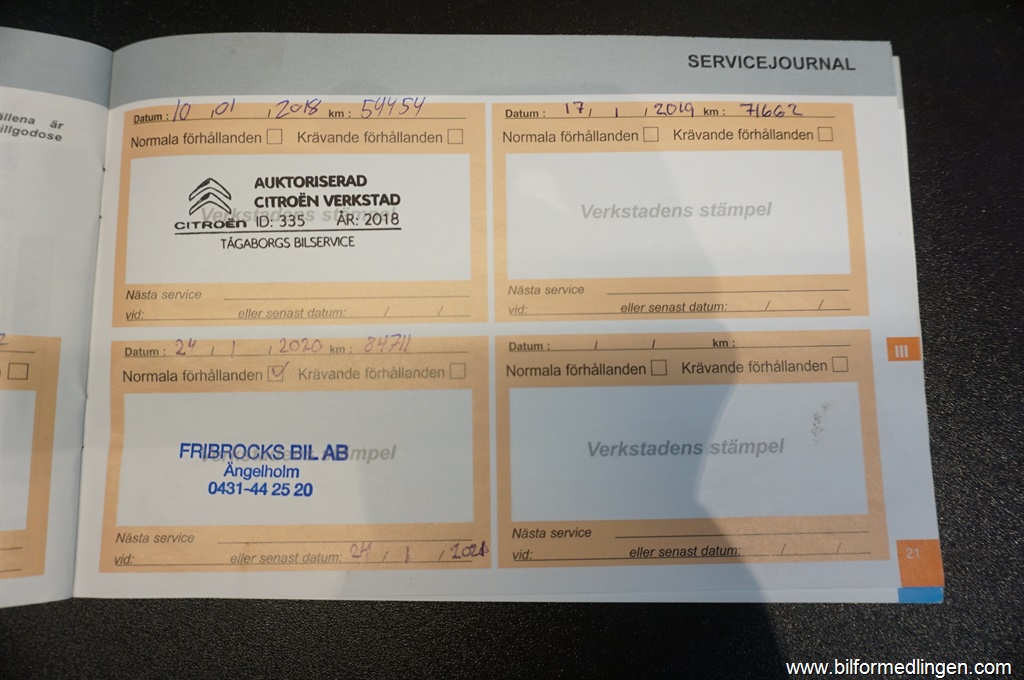 SERVICEJOURNAL
ällena är
illgodose
Datum : 10 , 01 , 2018 km : 54454
Normala förhållanden Krävande förhållanden
AUKTORISERAD
CITROËN VERKSTAD
CITROËN ID: 335 ÅR: 2018
TÅGABORGS BILSERVICE
Verkstadens stämpel
Nästa service
vid: eller senast datum: / /
Datum : 17, 1 , 2019 km : 71662
Normala förhållanden Krävande förhållanden
Verkstadens stämpel
Nästa service
vid: eller senast datum: / /
Datum : 24 , 1 , 2020 km : 84711
Normala förhållanden Krävande förhållanden
FRIBROCKS BIL AB
Verkstadens stämpel
Ängelholm
0431-44 25 20
Nästa service
vid: eller senast datum: 24 / 1 , 2021
Datum : / / km :
Normala förhållanden Krävande förhållanden
Verkstadens stämpel
Nästa service
vid: eller senast datum: / /
III
21
www.bilformedlingen.com